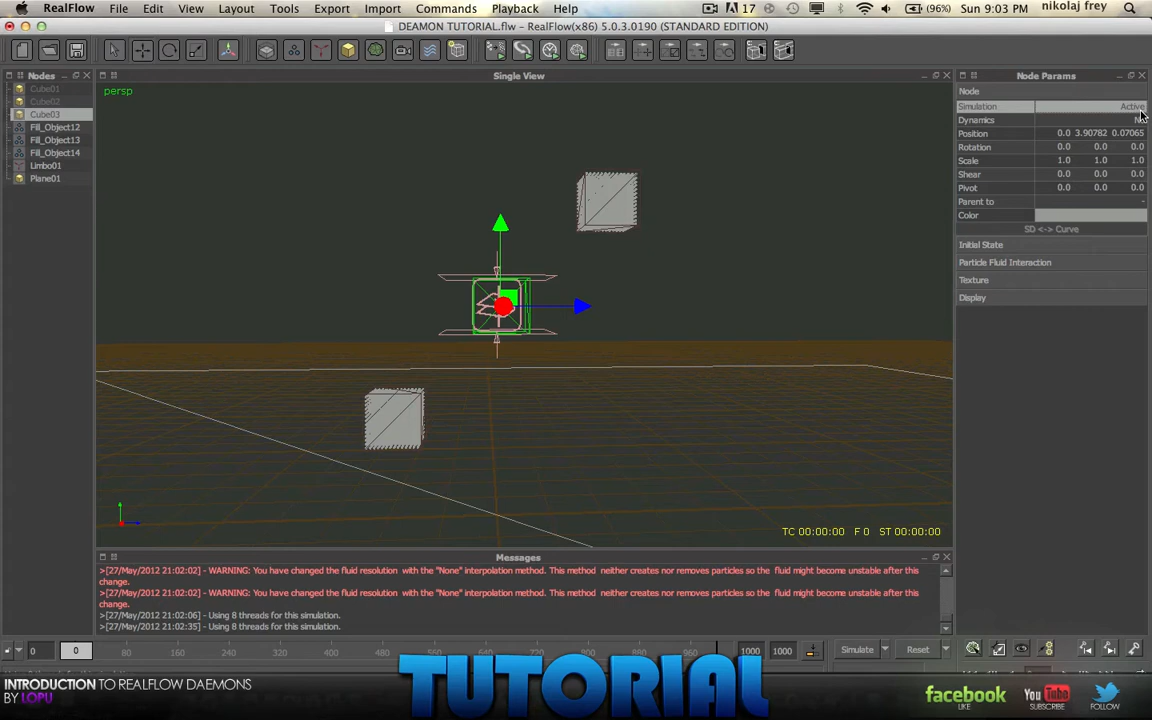 RealFlow File Edit View Layout Tools Export Import Commands Playback Help 17 (96%) Sun 9:03 PM nikolaj frey
DEAMON TUTORIAL.flw - RealFlow(x86) 5.0.3.0190 (STANDARD EDITION)
Nodes
Single View
Node Params
Cube01
Cube02
Cube03
Fill_Object12
Fill_Object13
Fill_Object14
Limbo01
Plane01
persp
TC 00:00:00 F 0 ST 00:00:00
Node
Simulation Active
Dynamics
Position 0.0 3.90782 0.07065
Rotation 0.0 0.0 0.0
Scale 1.0 1.0 1.0
Shear 0.0 0.0 0.0
Pivot 0.0 0.0 0.0
Parent to -
Color
SD <-> Curve
Initial State
Particle Fluid Interaction
Texture
Display
Messages
>[27/May/2012 21:02:02] - WARNING: You have changed the fluid resolution with the "None" interpolation method. This method neither creates nor removes particles so the fluid might become unstable after this
change.
>[27/May/2012 21:02:02] - WARNING: You have changed the fluid resolution with the "None" interpolation method. This method neither creates nor removes particles so the fluid might become unstable after this
change.
>[27/May/2012 21:02:06] - Using 8 threads for this simulation.
>[27/May/2012 21:02:35] - Using 8 threads for this simulation.
0 0 80 160 240 320 400 480 560 640 720 800 880 960 1000 1000 Simulate Reset
INTRODUCTION TO REALFLOW DAEMONS
BY LOPU
TUTORIAL
facebook
LIKE
You Tube
SUBSCRIBE
FOLLOW